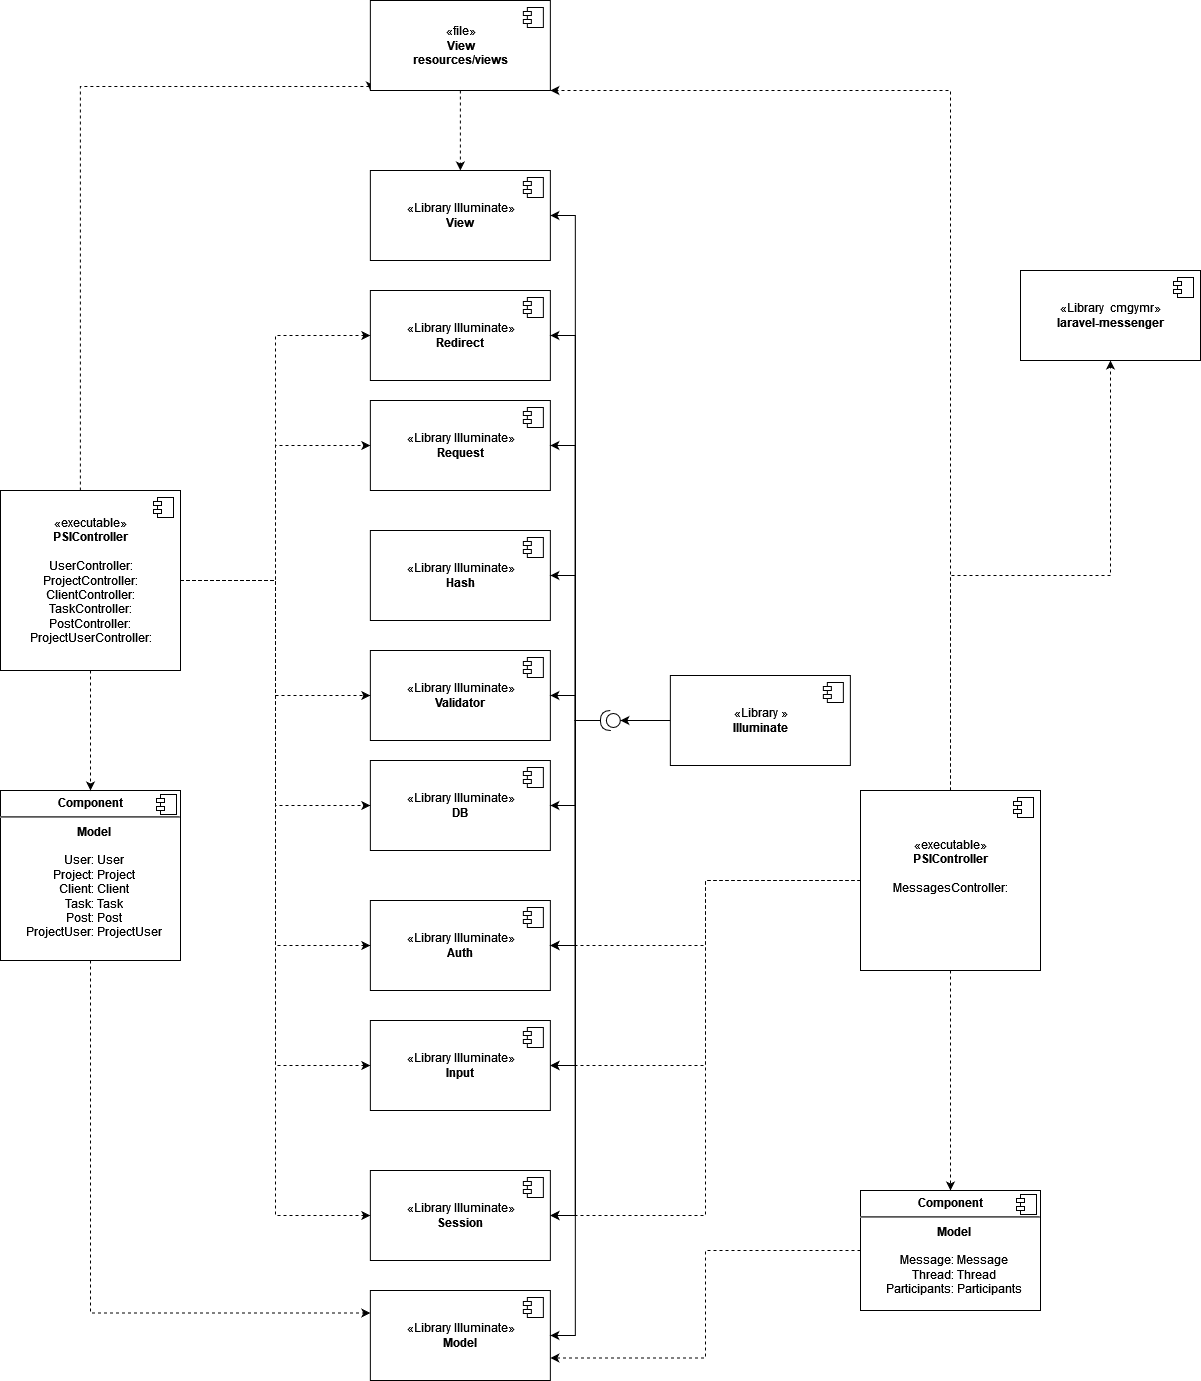 «file»
View
resources/views
«Library Illuminate»
View
«Library Illuminate»
Redirect
«Library cmgymr»
laravel-messenger
«Library Illuminate»
Request
«executable»
PSIController
UserController:
ProjectController:
ClientController:
TaskController:
PostController:
ProjectUserController:
«Library Illuminate»
Hash
«Library Illuminate»
Validator
«Library »
Illuminate
«Library Illuminate»
DB
Component
Model
User: User
Project: Project
Client: Client
Task: Task
Post: Post
ProjectUser: ProjectUser
«executable»
PSIController
MessagesController:
«Library Illuminate»
Auth
«Library Illuminate»
Input
«Library Illuminate»
Session
Component
Model
Message: Message
Thread: Thread
Participants: Participants
«Library Illuminate»
Model